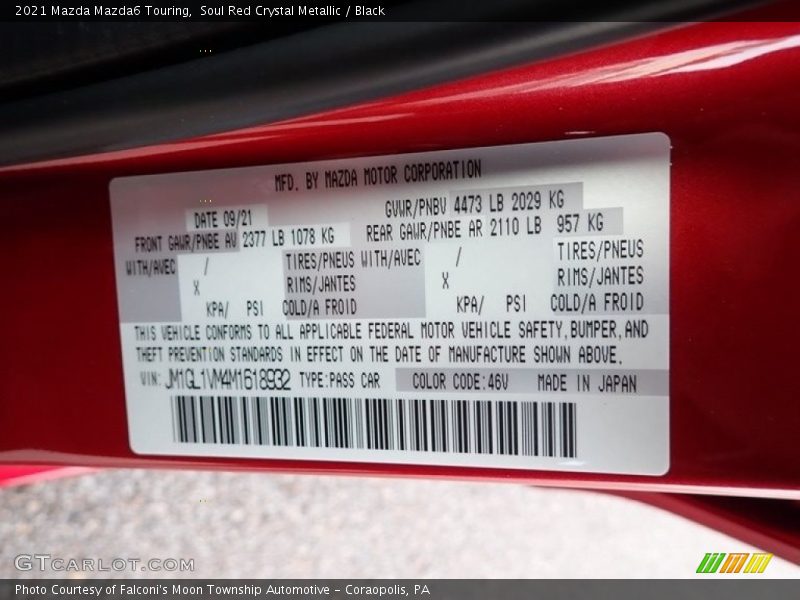 2021 Mazda Mazda6 Touring, Soul Red Crystal Metallic / Black
MFD. BY MAZDA MOTOR CORPORATION
DATE 09/21 GVWR/PNBV 4473 LB 2029 KG
FRONT GAWR/PNBE AV 2377 LB 1078 KG REAR GAWR/PNBE AR 2110 LB 957 KG
WITH/AVEC / TIRES/PNEUS WITH/AVEC / TIRES/PNEUS
X RIMS/JANTES X RIMS/JANTES
KPA/ PSI COLD/A FROID KPA/ PSI COLD/A FROID
THIS VEHICLE CONFORMS TO ALL APPLICABLE FEDERAL MOTOR VEHICLE SAFETY, BUMPER, AND
THEFT PREVENTION STANDARDS IN EFFECT ON THE DATE OF MANUFACTURE SHOWN ABOVE.
VIN: JM1GL1VM4M1618932 TYPE:PASS CAR COLOR CODE:46V MADE IN JAPAN
GTCARLOT.COM
Photo Courtesy of Falconi's Moon Township Automotive - Coraopolis, PA